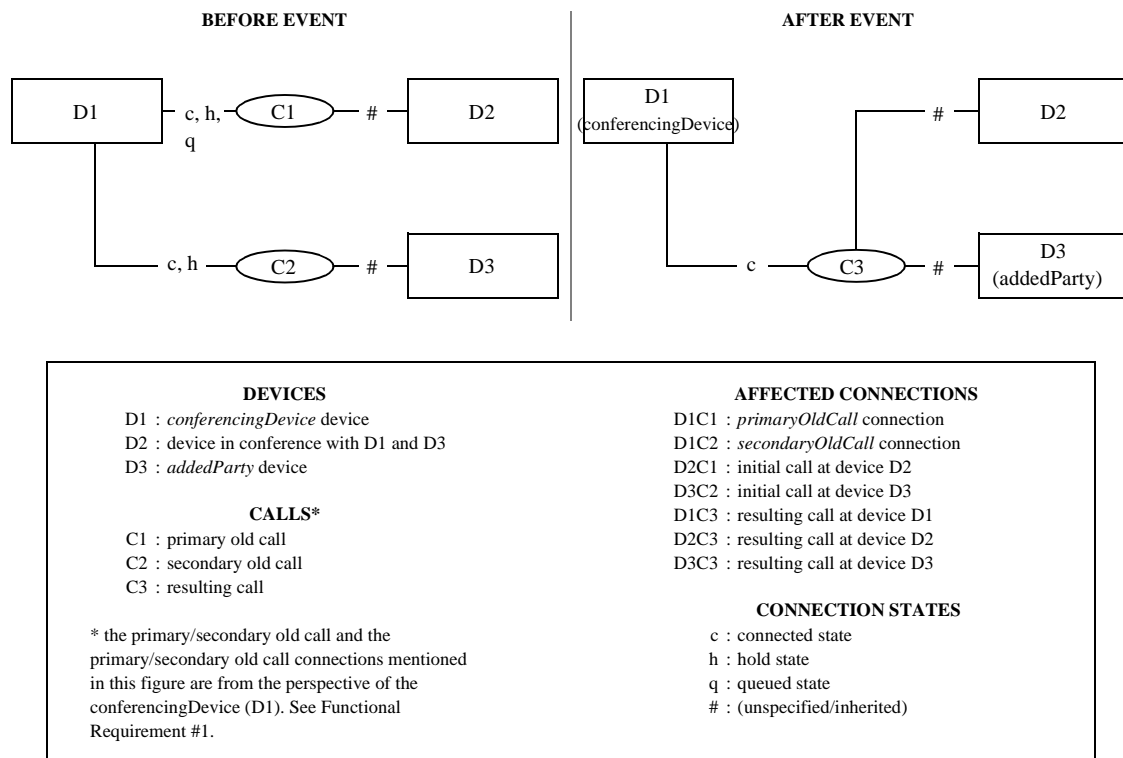 BEFORE EVENT
AFTER EVENT
D1
c, h,
q
C1
#
D2
c, h
C2
#
D3
D1
(conferencingDevice)
#
D2
c
C3
#
D3
(addedParty)
DEVICES
D1 : conferencingDevice device
D2 : device in conference with D1 and D3
D3 : addedParty device
CALLS*
C1 : primary old call
C2 : secondary old call
C3 : resulting call
* the primary/secondary old call and the
primary/secondary old call connections mentioned
in this figure are from the perspective of the
conferencingDevice (D1). See Functional
Requirement #1.
AFFECTED CONNECTIONS
D1C1 : primaryOldCall connection
D1C2 : secondaryOldCall connection
D2C1 : initial call at device D2
D3C2 : initial call at device D3
D1C3 : resulting call at device D1
D2C3 : resulting call at device D2
D3C3 : resulting call at device D3
CONNECTION STATES
c : connected state
h : hold state
q : queued state
# : (unspecified/inherited)